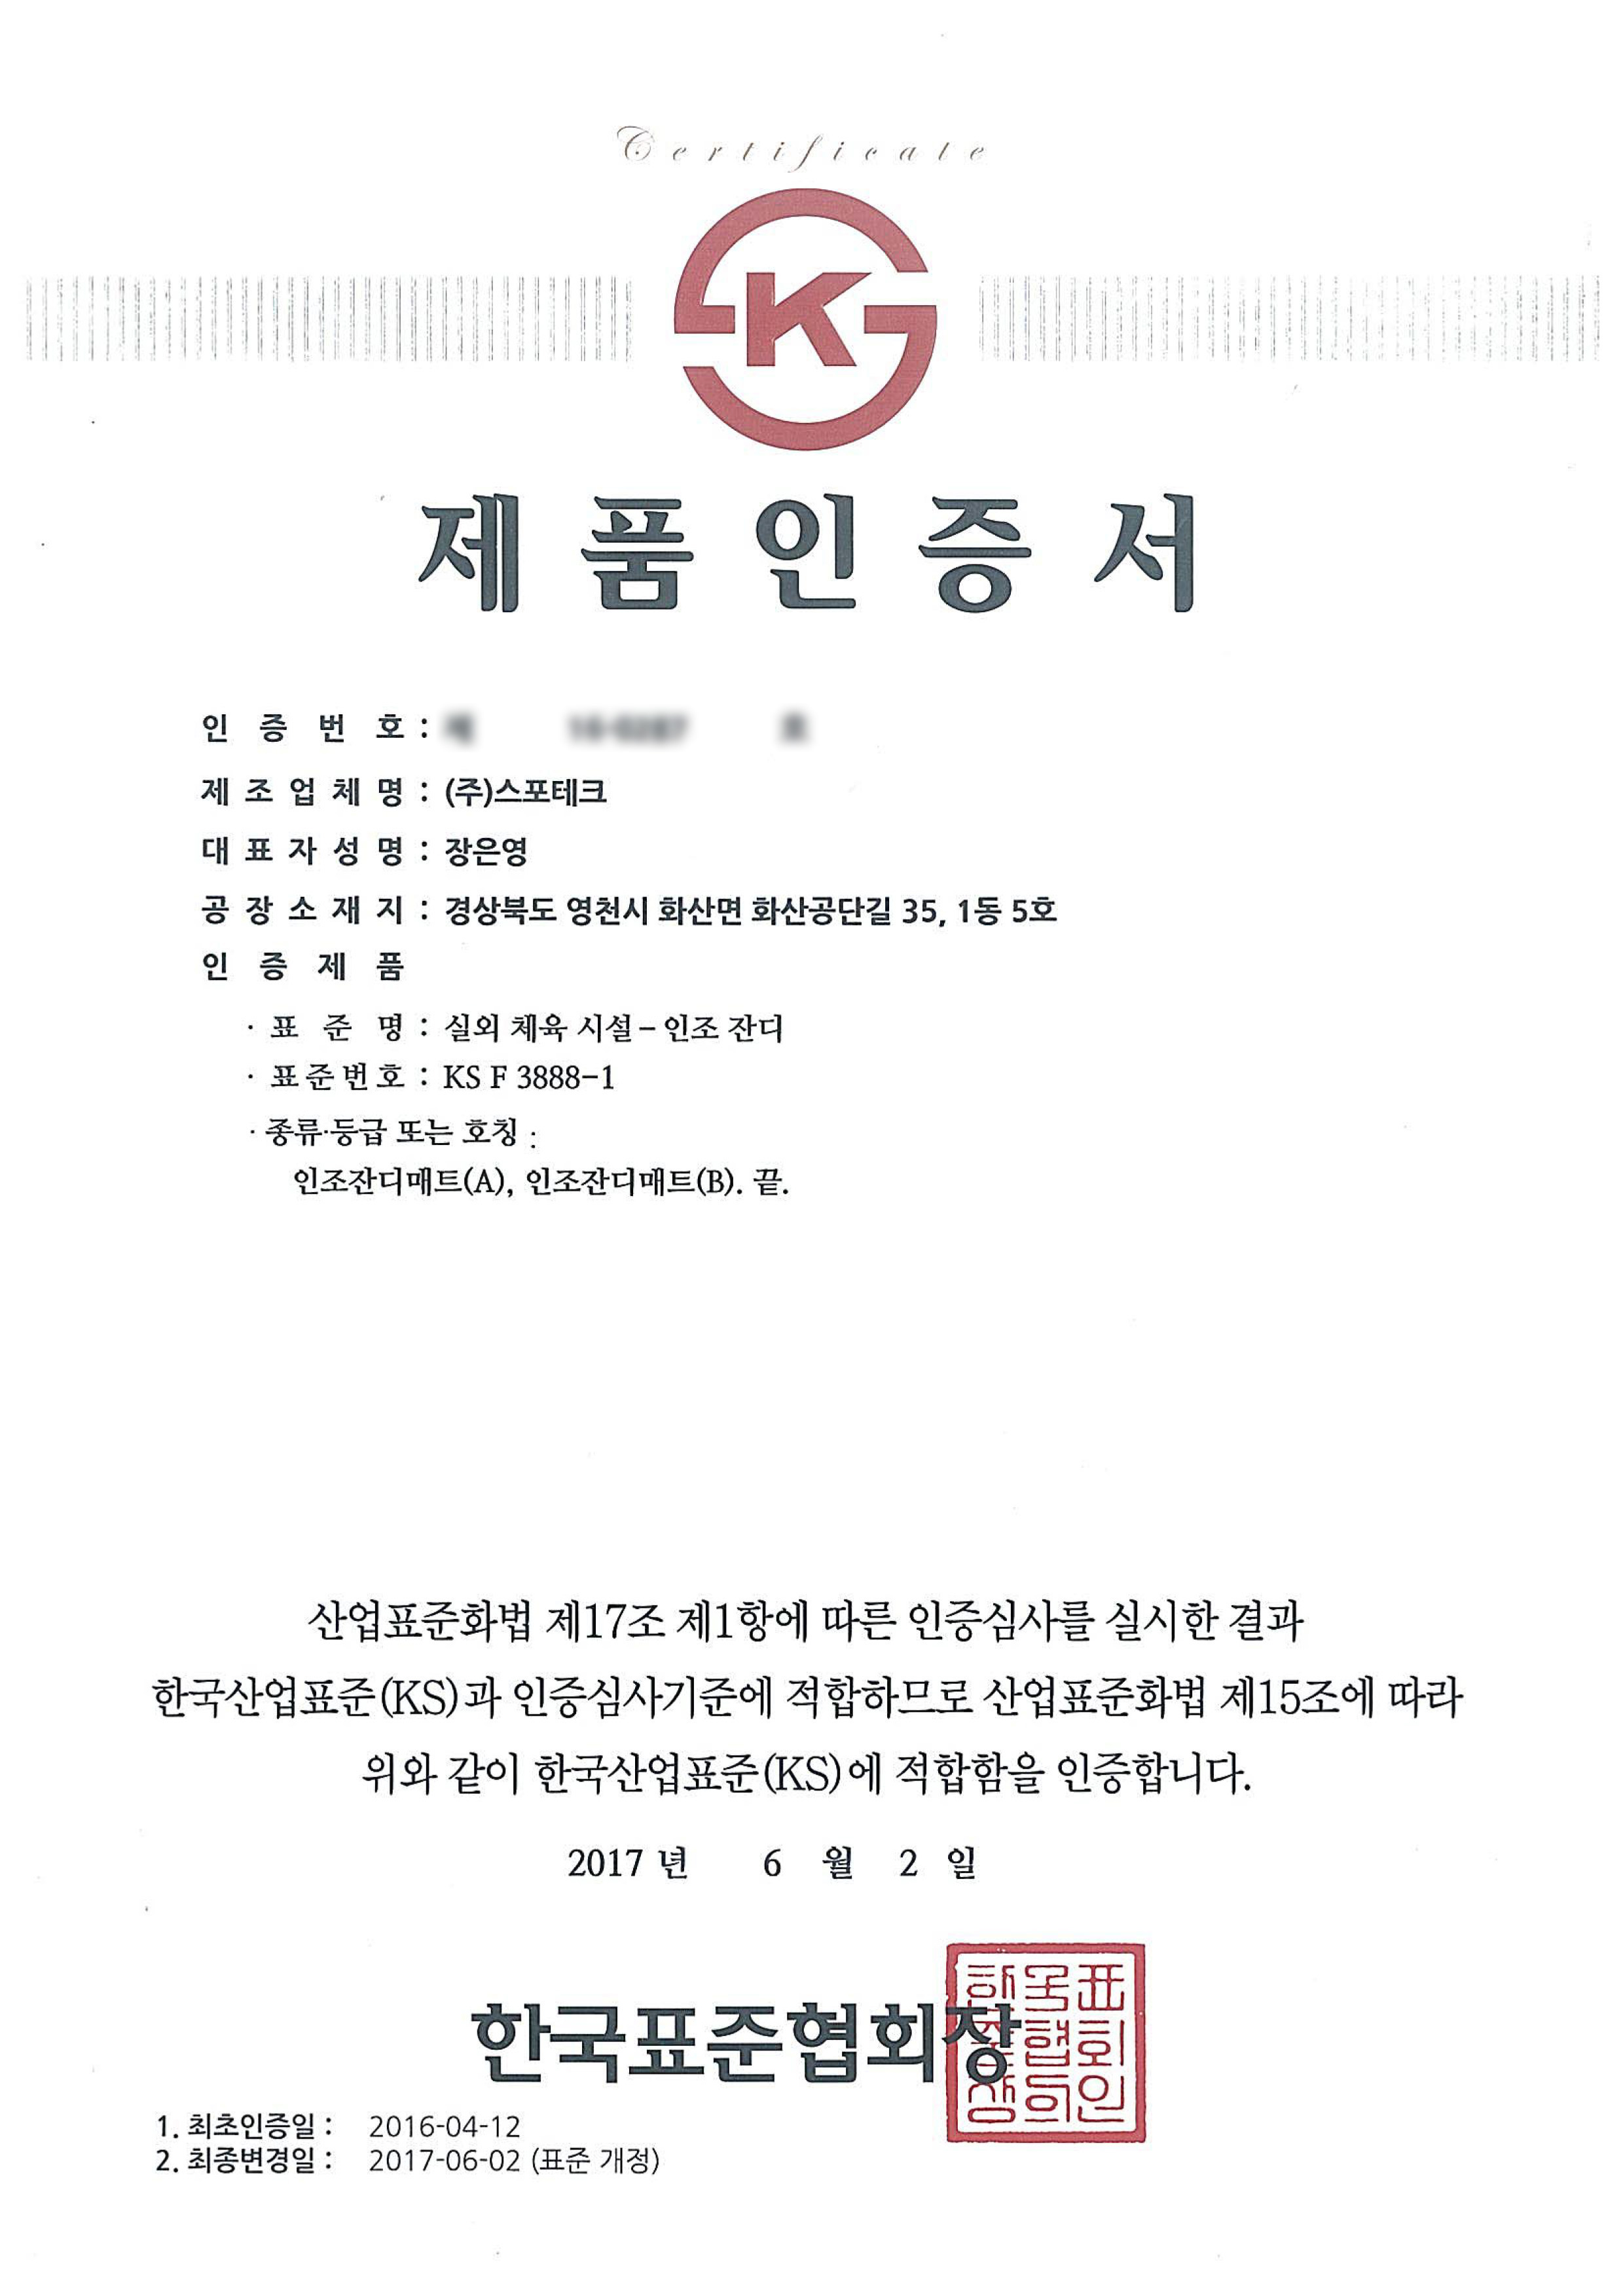 Certificate
KS
제품인증서
인증번호 :
제조업체명 : (주)스포테크
대표자성명 : 장은영
공장소재지 : 경상북도 영천시 화산면 화산공단길 35, 1동 5호
인증제품
· 표준명 : 실외 체육 시설 – 인조 잔디
· 표준번호 : KS F 3888-1
· 종류·등급 또는 호칭 :
인조잔디매트(A), 인조잔디매트(B). 끝.
산업표준화법 제17조 제1항에 따른 인증심사를 실시한 결과
한국산업표준(KS)과 인증심사기준에 적합하므로 산업표준화법 제15조에 따라
위와 같이 한국산업표준(KS)에 적합함을 인증합니다.
2017 년 6 월 2 일
한국표준협회장
1. 최초인증일 : 2016-04-12
2. 최종변경일 : 2017-06-02 (표준 개정)